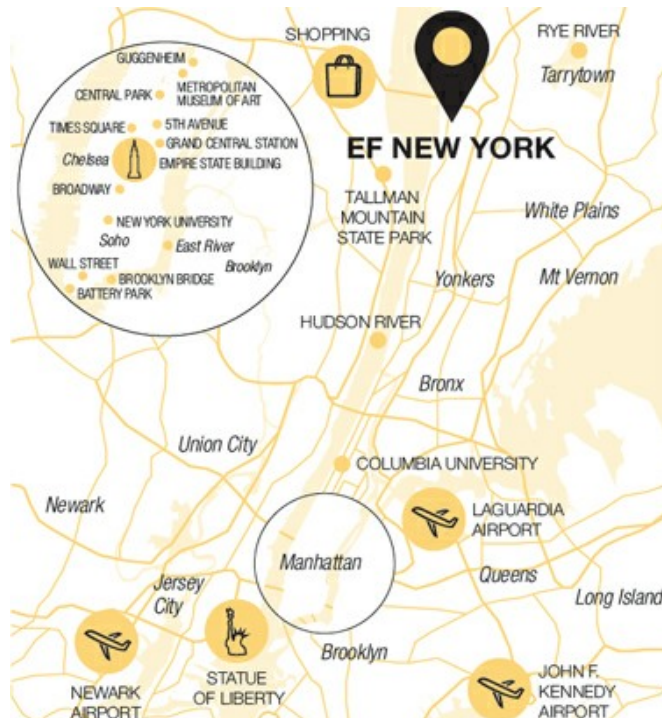 SHOPPING
RYE RIVER
Tarrytown
EF NEW YORK
GUGGENHEIM
METROPOLITAN
MUSEUM OF ART
CENTRAL PARK
TIMES SQUARE
5TH AVENUE
GRAND CENTRAL STATION
Chelsea
EMPIRE STATE BUILDING
BROADWAY
NEW YORK UNIVERSITY
Soho
East River
WALL STREET
Brooklyn
BROOKLYN BRIDGE
BATTERY PARK
TALLMAN
MOUNTAIN
STATE PARK
White Plains
Yonkers
Mt Vernon
HUDSON RIVER
Bronx
Union City
COLUMBIA UNIVERSITY
Newark
LAGUARDIA
AIRPORT
Manhattan
Queens
Jersey
City
Long Island
Brooklyn
STATUE
OF LIBERTY
NEWARK
AIRPORT
JOHN F.
KENNEDY
AIRPORT